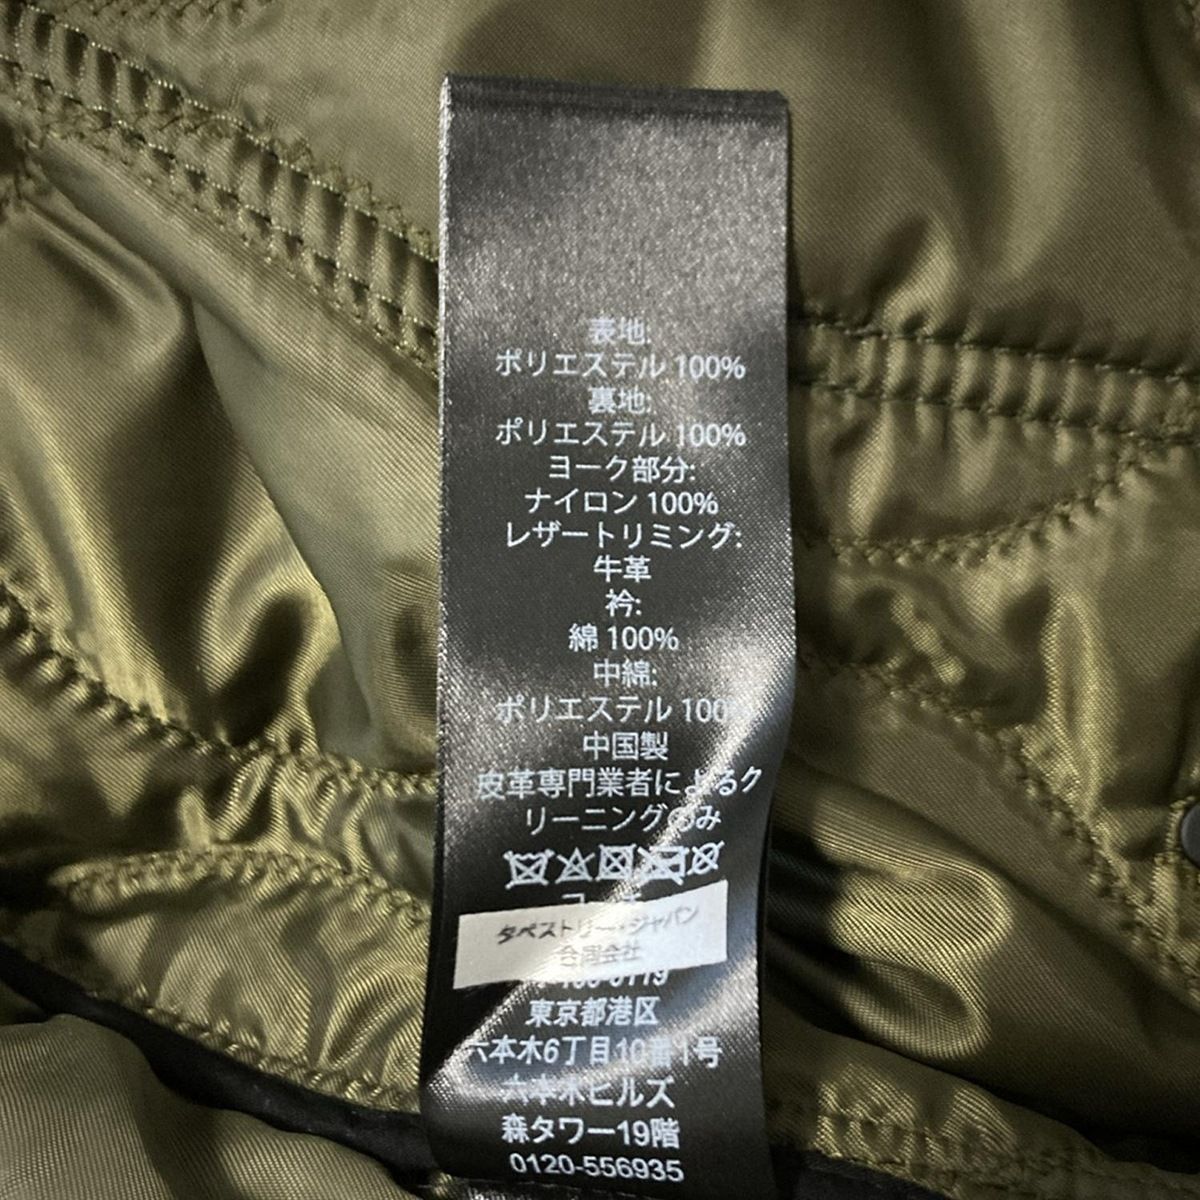 表地:
ポリエステル 100%
裏地:
ポリエステル 100%
ヨーク部分:
ナイロン 100%
レザートリミング:
牛革
衿:
綿 100%
中綿:
ポリエステル 100
中国製
皮革専門業者によるク
リーニングのみ
タペストリー・ジャパン
合同会社
東京都港区
六本木6丁目10番1号
六本木ヒルズ
森タワー19階
0120-556935